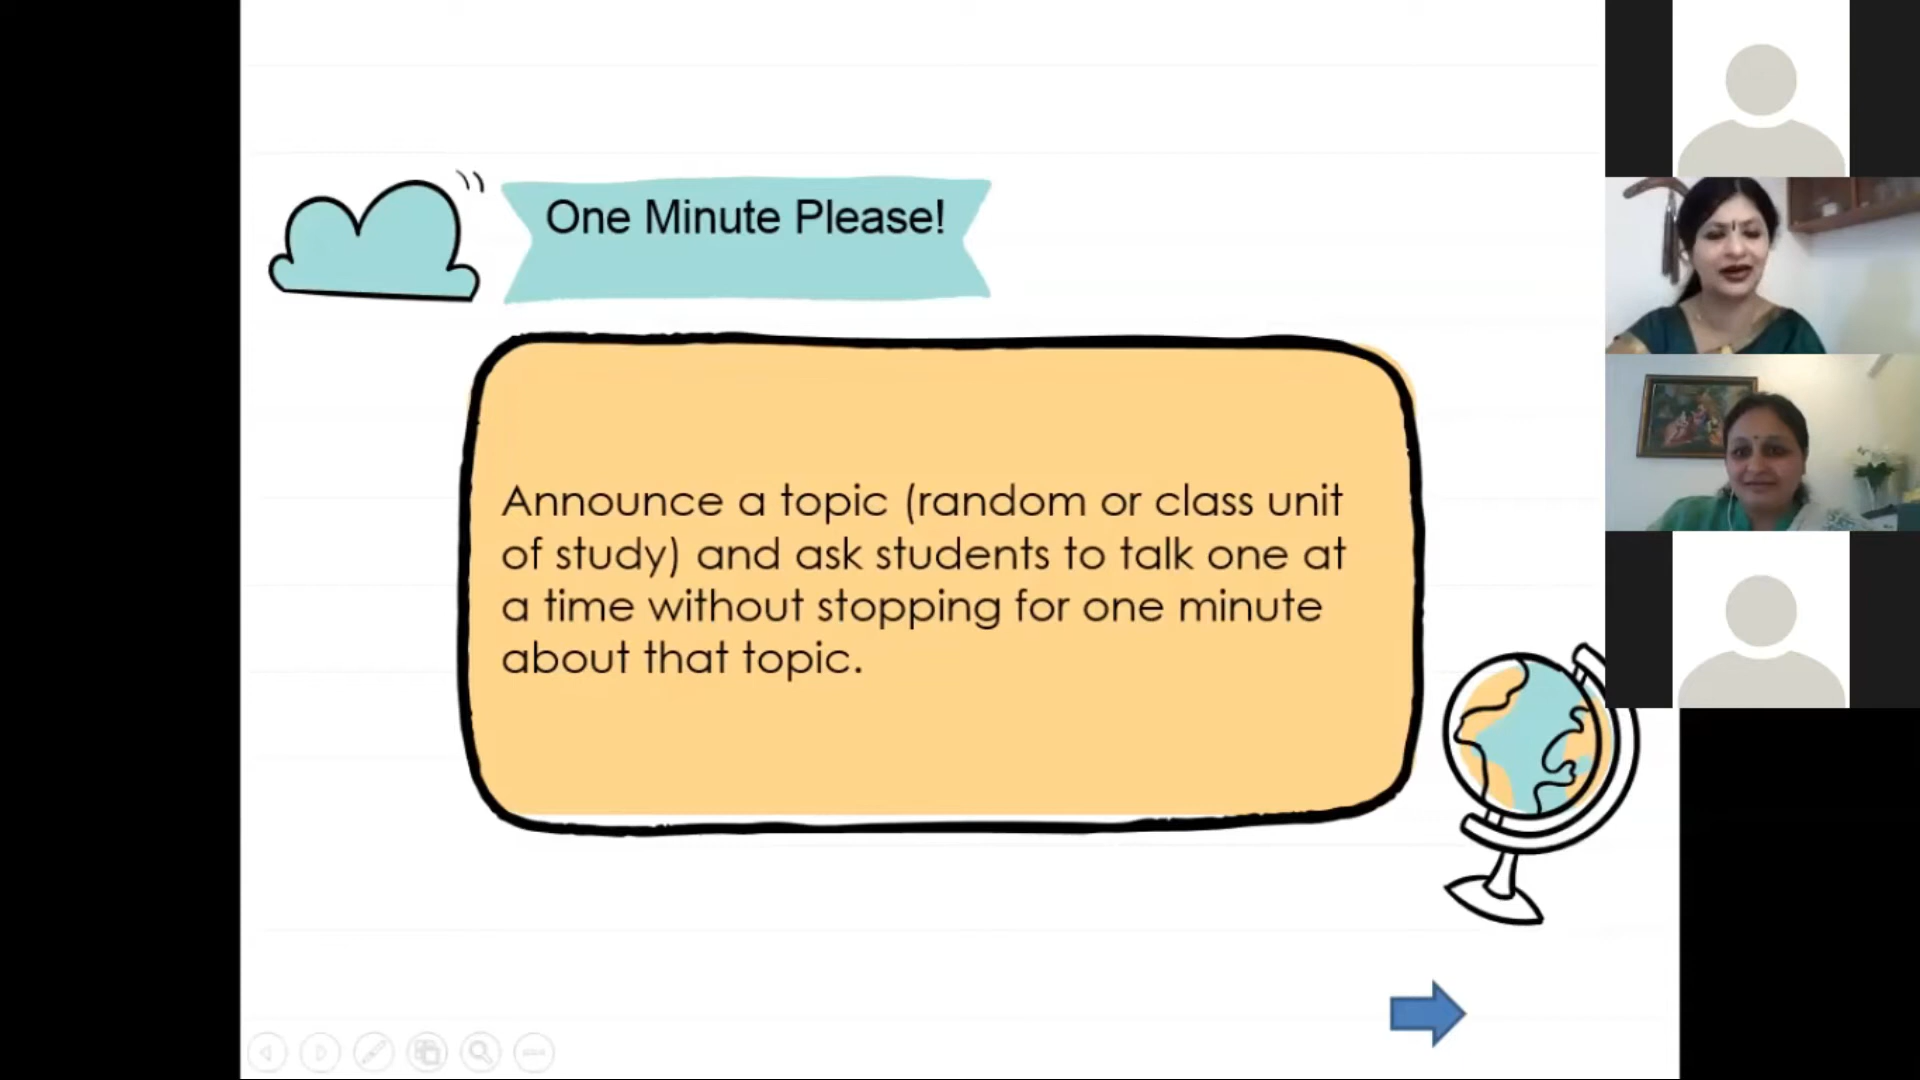 One Minute Please!
Announce a topic (random or class unit
of study) and ask students to talk one at
a time without stopping for one minute
about that topic.